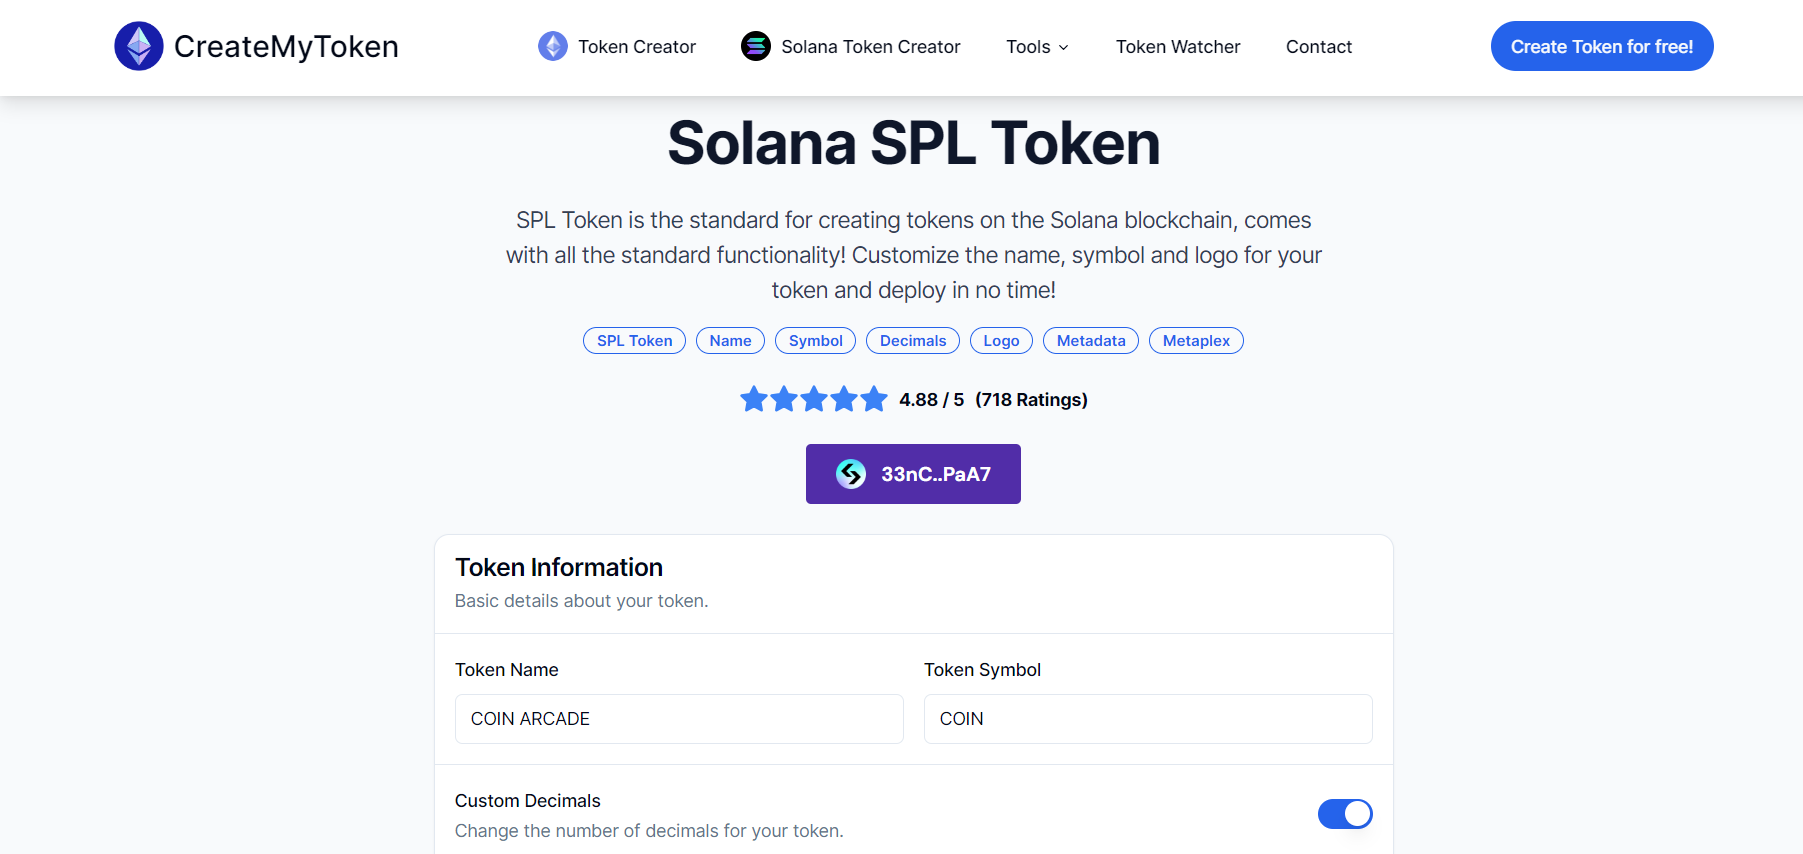 CreateMyToken
Token Creator
Solana Token Creator
Tools
Token Watcher
Contact
Create Token for free!
Solana SPL Token
SPL Token is the standard for creating tokens on the Solana blockchain, comes
with all the standard functionality! Customize the name, symbol and logo for your
token and deploy in no time!
SPL Token
Name
Symbol
Decimals
Logo
Metadata
Metaplex
4.88 / 5 (718 Ratings)
33nC..PaA7
Token Information
Basic details about your token.
Token Name
Token Symbol
COIN ARCADE
COIN
Custom Decimals
Change the number of decimals for your token.